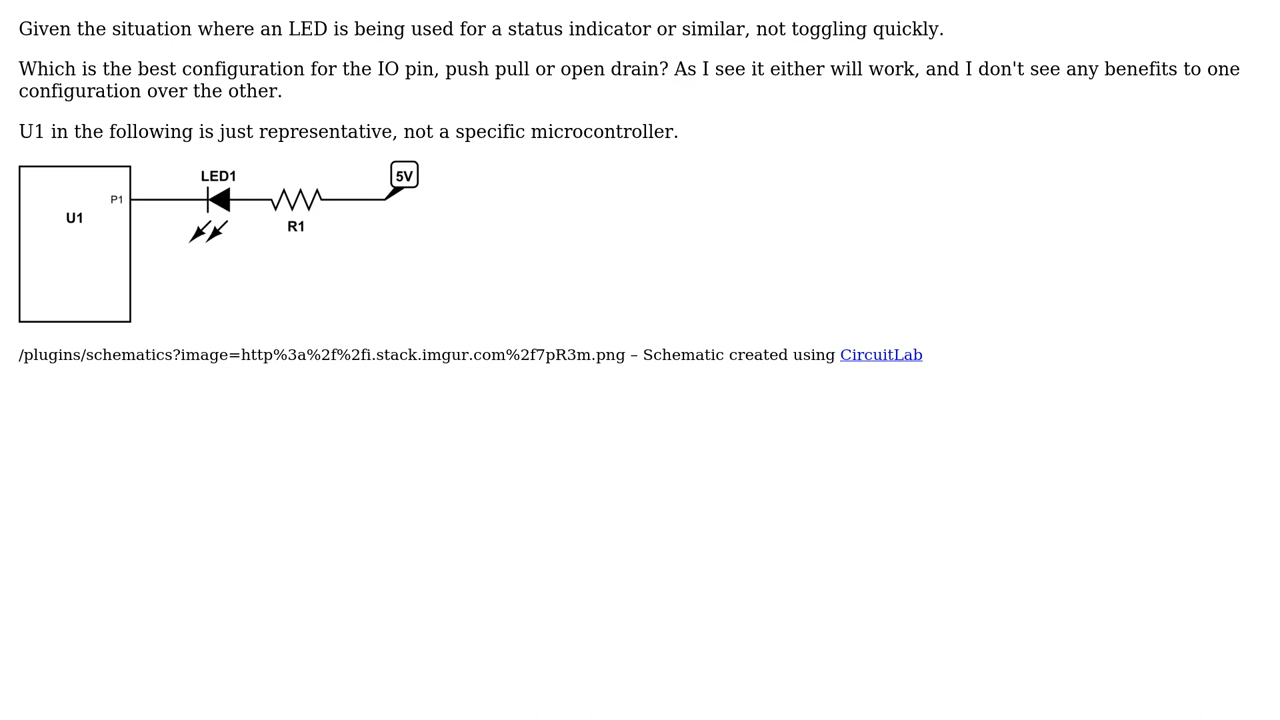 Given the situation where an LED is being used for a status indicator or similar, not toggling quickly.
Which is the best configuration for the IO pin, push pull or open drain? As I see it either will work, and I don't see any benefits to one
configuration over the other.
U1 in the following is just representative, not a specific microcontroller.
LED1
5V
P1
U1
R1
/plugins/schematics?image=http%3a%2f%2fi.stack.imgur.com%2f7pR3m.png – Schematic created using CircuitLab